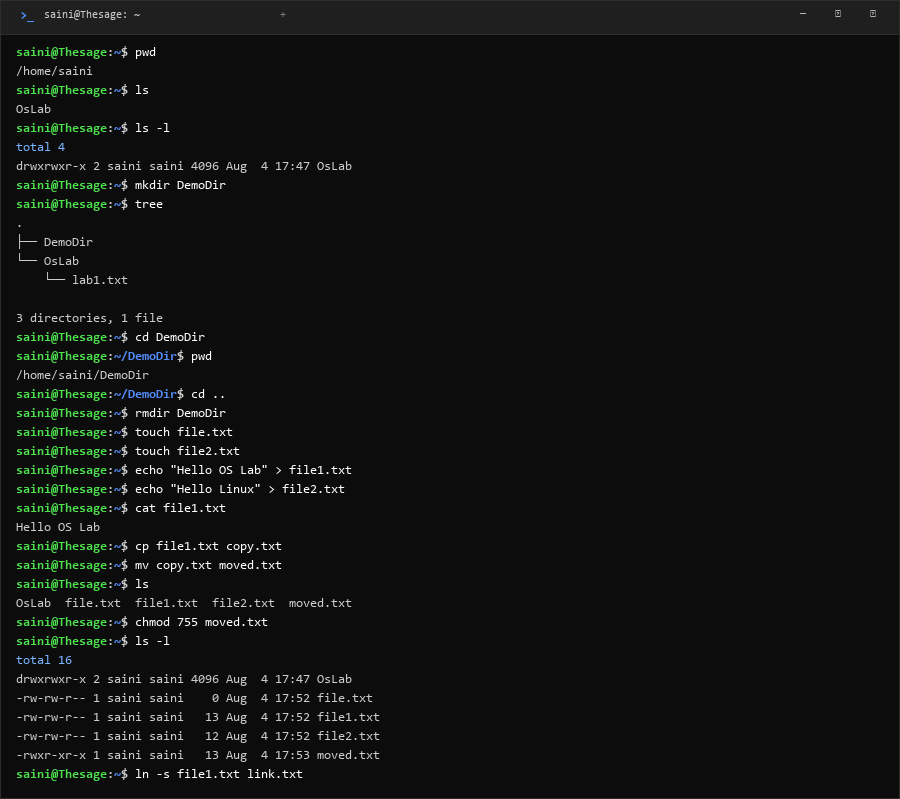 >_ saini@Thesage: ~ +
saini@Thesage:~$ pwd
/home/saini
saini@Thesage:~$ ls
OsLab
saini@Thesage:~$ ls -l
total 4
drwxrwxr-x 2 saini saini 4096 Aug  4 17:47 OsLab
saini@Thesage:~$ mkdir DemoDir
saini@Thesage:~$ tree
.
├── DemoDir
└── OsLab
    └── lab1.txt

3 directories, 1 file
saini@Thesage:~$ cd DemoDir
saini@Thesage:~/DemoDir$ pwd
/home/saini/DemoDir
saini@Thesage:~/DemoDir$ cd ..
saini@Thesage:~$ rmdir DemoDir
saini@Thesage:~$ touch file.txt
saini@Thesage:~$ touch file2.txt
saini@Thesage:~$ echo "Hello OS Lab" > file1.txt
saini@Thesage:~$ echo "Hello Linux" > file2.txt
saini@Thesage:~$ cat file1.txt
Hello OS Lab
saini@Thesage:~$ cp file1.txt copy.txt
saini@Thesage:~$ mv copy.txt moved.txt
saini@Thesage:~$ ls
OsLab  file.txt  file1.txt  file2.txt  moved.txt
saini@Thesage:~$ chmod 755 moved.txt
saini@Thesage:~$ ls -l
total 16
drwxrwxr-x 2 saini saini 4096 Aug  4 17:47 OsLab
-rw-rw-r-- 1 saini saini    0 Aug  4 17:52 file.txt
-rw-rw-r-- 1 saini saini   13 Aug  4 17:52 file1.txt
-rw-rw-r-- 1 saini saini   12 Aug  4 17:52 file2.txt
-rwxr-xr-x 1 saini saini   13 Aug  4 17:53 moved.txt
saini@Thesage:~$ ln -s file1.txt link.txt